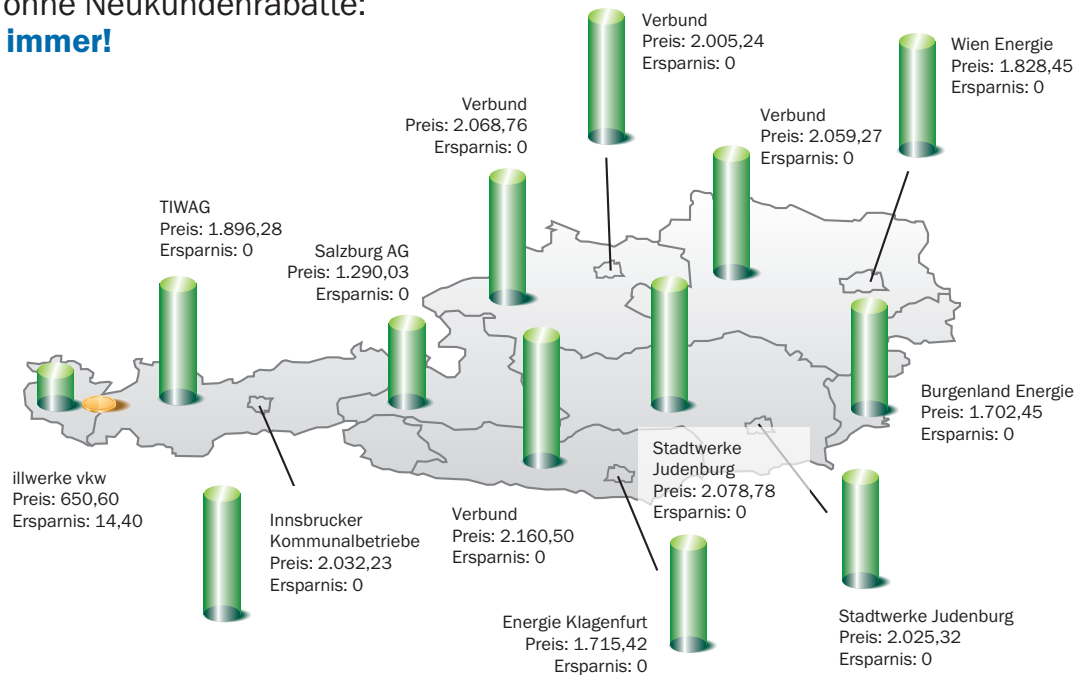 ohne Neukundenrabatte:
immer!
Verbund
Preis: 2.005,24
Ersparnis: 0
Wien Energie
Preis: 1.828,45
Ersparnis: 0
Verbund
Preis: 2.068,76
Ersparnis: 0
Verbund
Preis: 2.059,27
Ersparnis: 0
TIWAG
Preis: 1.896,28
Ersparnis: 0
Salzburg AG
Preis: 1.290,03
Ersparnis: 0
Burgenland Energie
Preis: 1.702,45
Ersparnis: 0
illwerke vkw
Preis: 650,60
Ersparnis: 14,40
Innsbrucker
Kommunalbetriebe
Preis: 2.032,23
Ersparnis: 0
Verbund
Preis: 2.160,50
Ersparnis: 0
Stadtwerke
Judenburg
Preis: 2.078,78
Ersparnis: 0
Energie Klagenfurt
Preis: 1.715,42
Ersparnis: 0
Stadtwerke Judenburg
Preis: 2.025,32
Ersparnis: 0